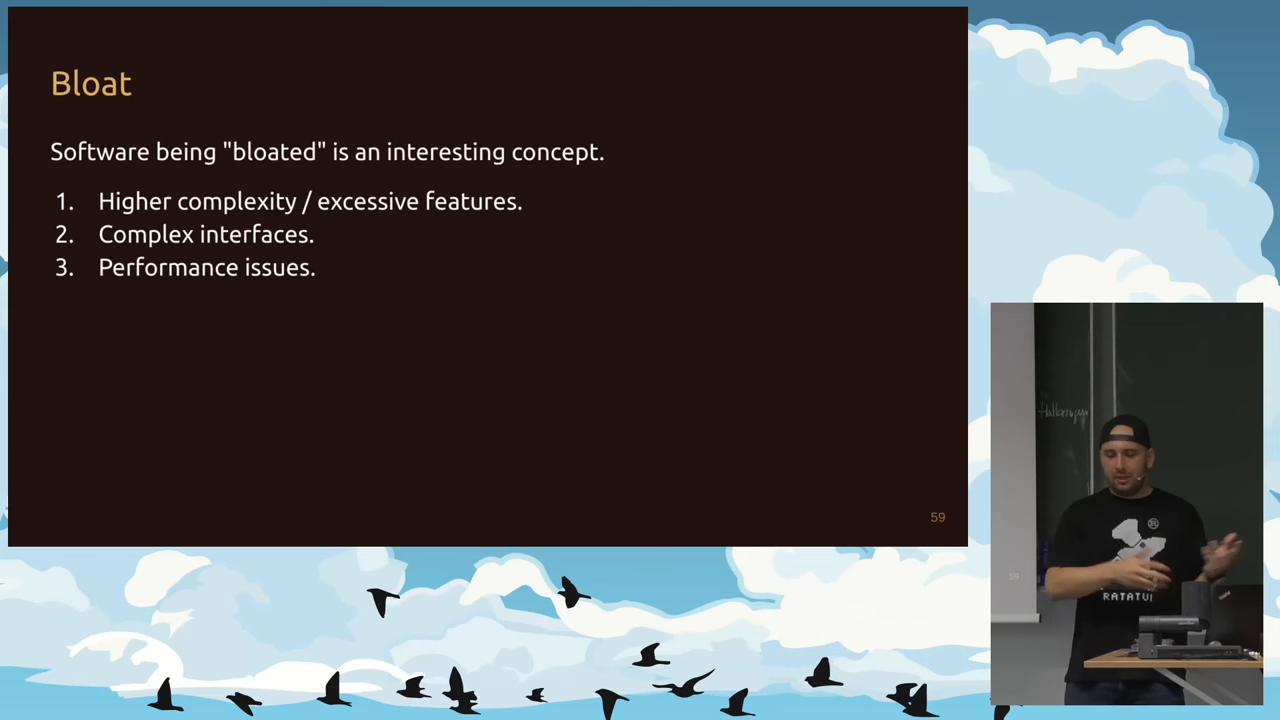 Bloat
Software being "bloated" is an interesting concept.
1. Higher complexity / excessive features.
2. Complex interfaces.
3. Performance issues.
59
59
RATATUI